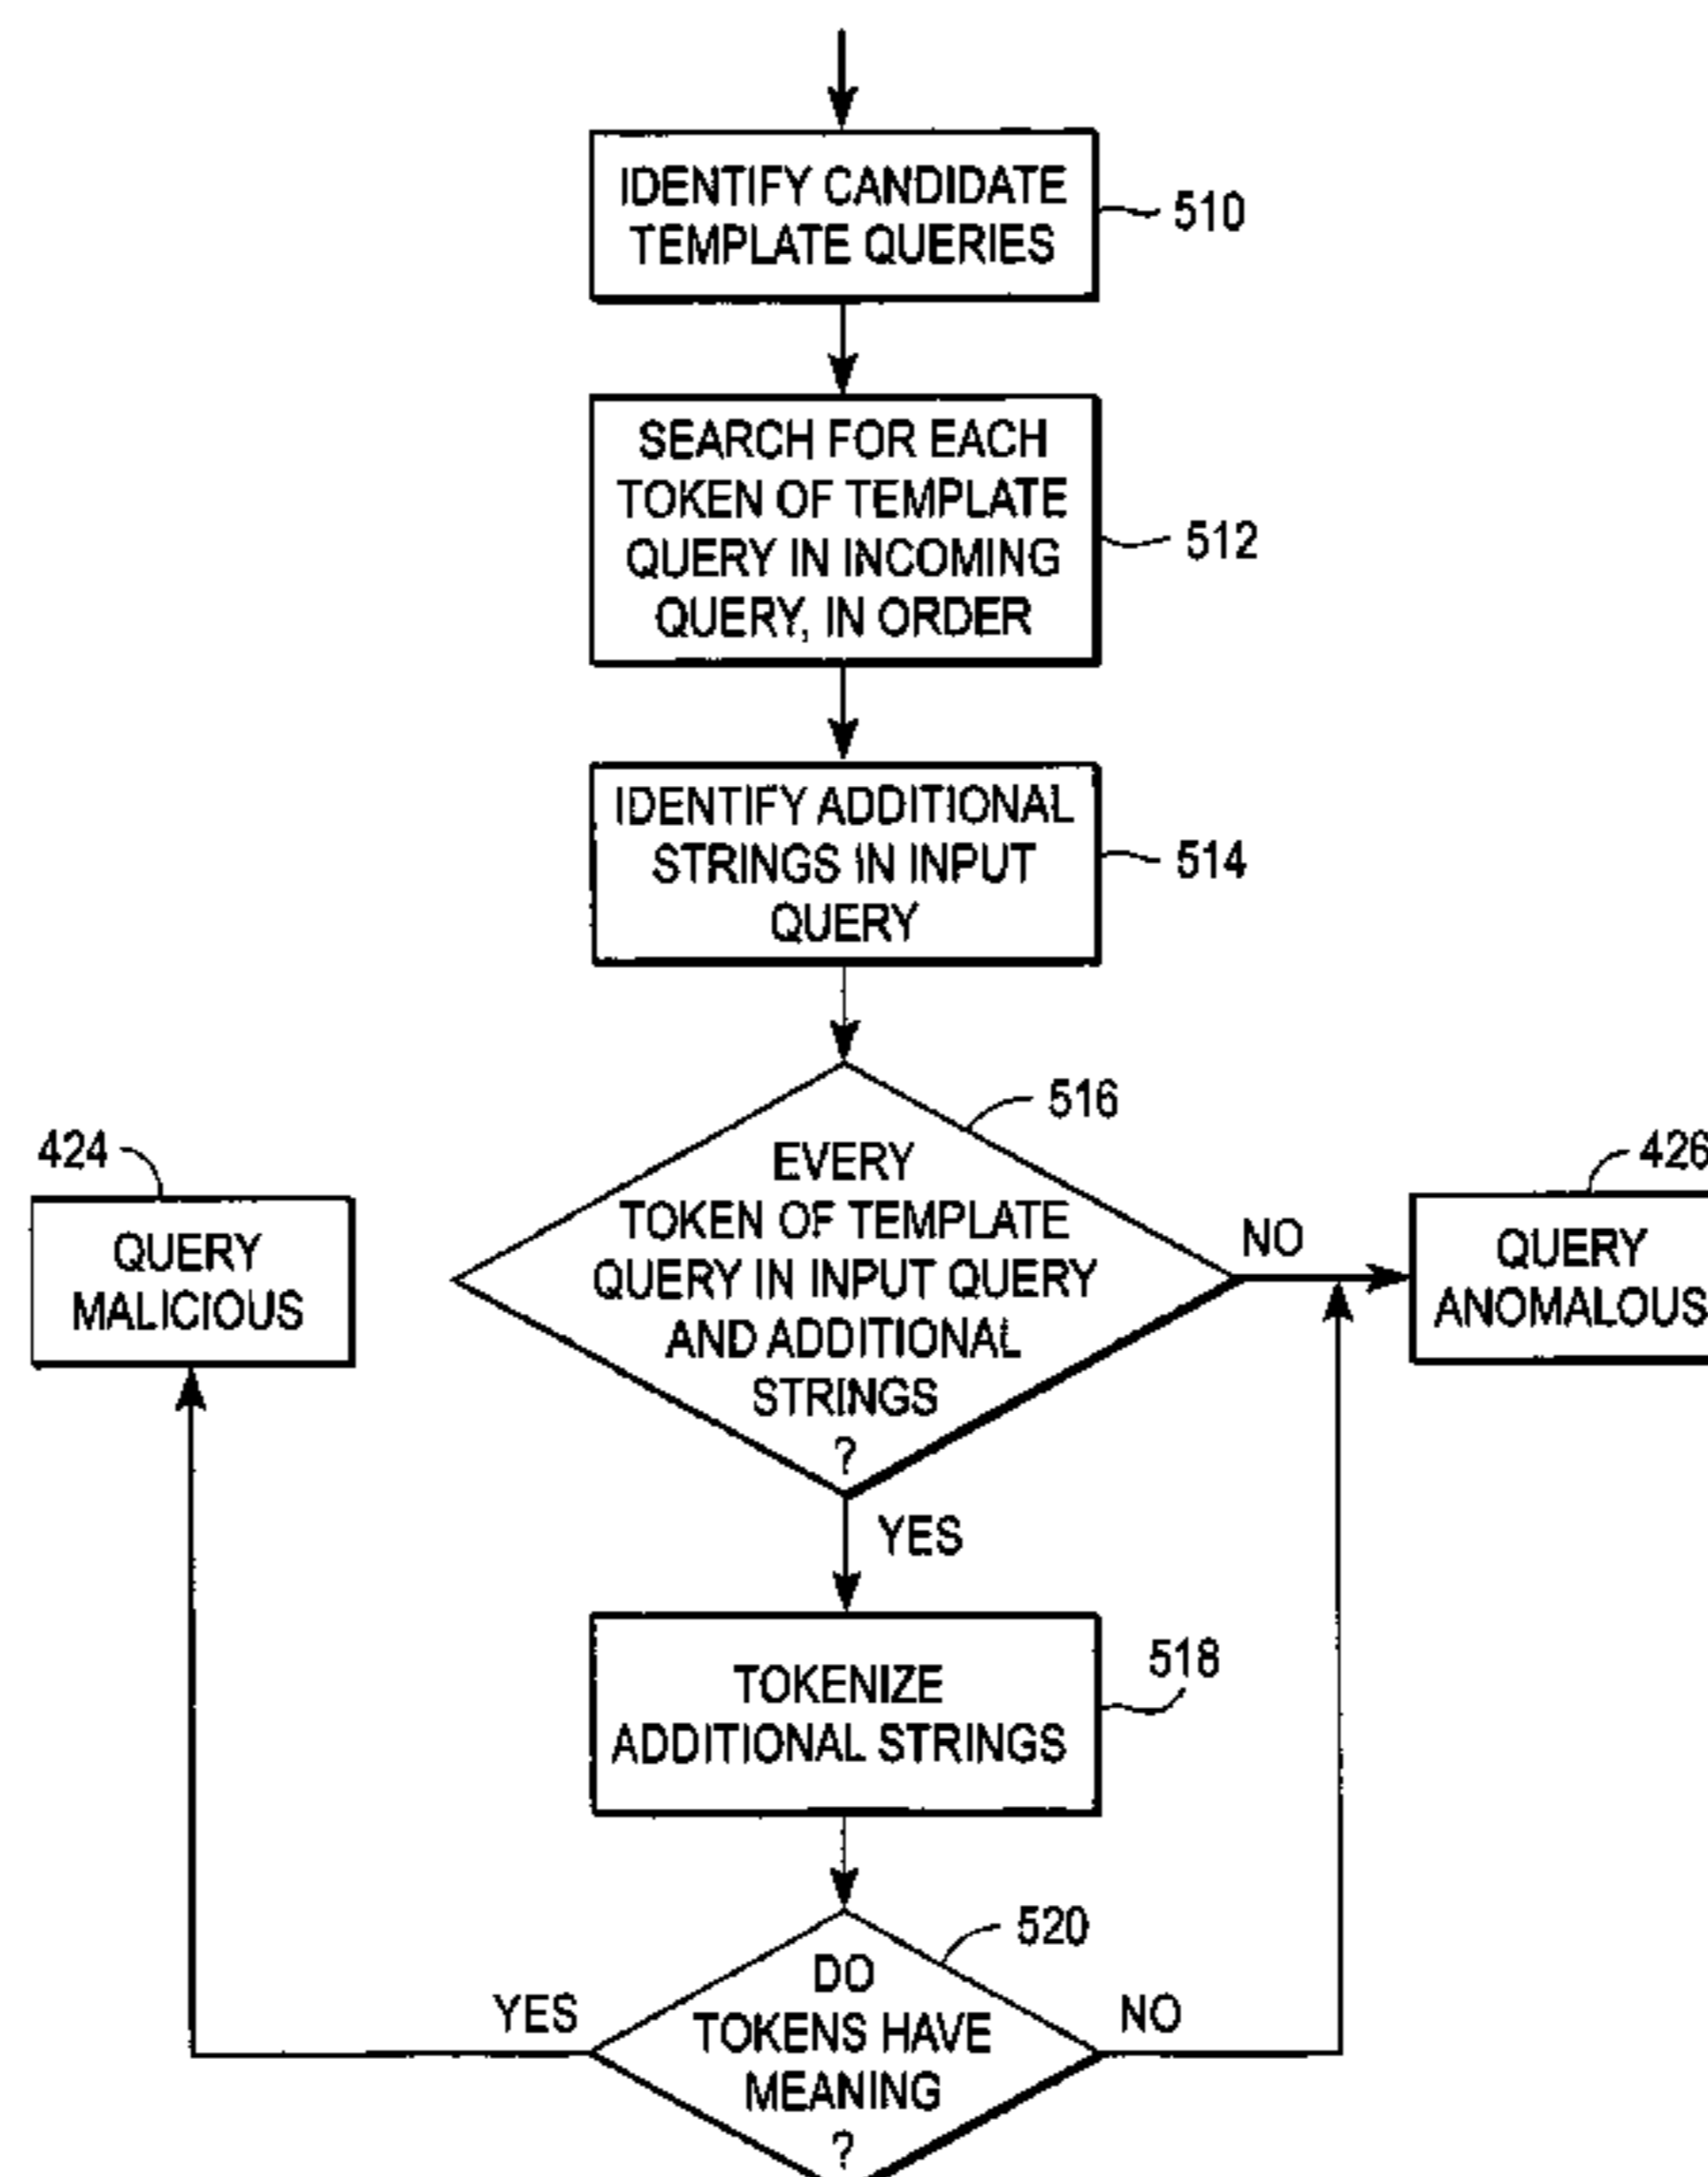 IDENTIFY CANDIDATE
TEMPLATE QUERIES
510
SEARCH FOR EACH
TOKEN OF TEMPLATE
QUERY IN INCOMING
QUERY, IN ORDER
512
IDENTIFY ADDITIONAL
STRINGS IN INPUT
QUERY
514
516
EVERY
TOKEN OF TEMPLATE
QUERY IN INPUT QUERY
AND ADDITIONAL
STRINGS
?
424
QUERY
MALICIOUS
NO
426
QUERY
ANOMALOUS
YES
TOKENIZE
ADDITIONAL STRINGS
518
520
DO
TOKENS HAVE
MEANING
?
YES
NO